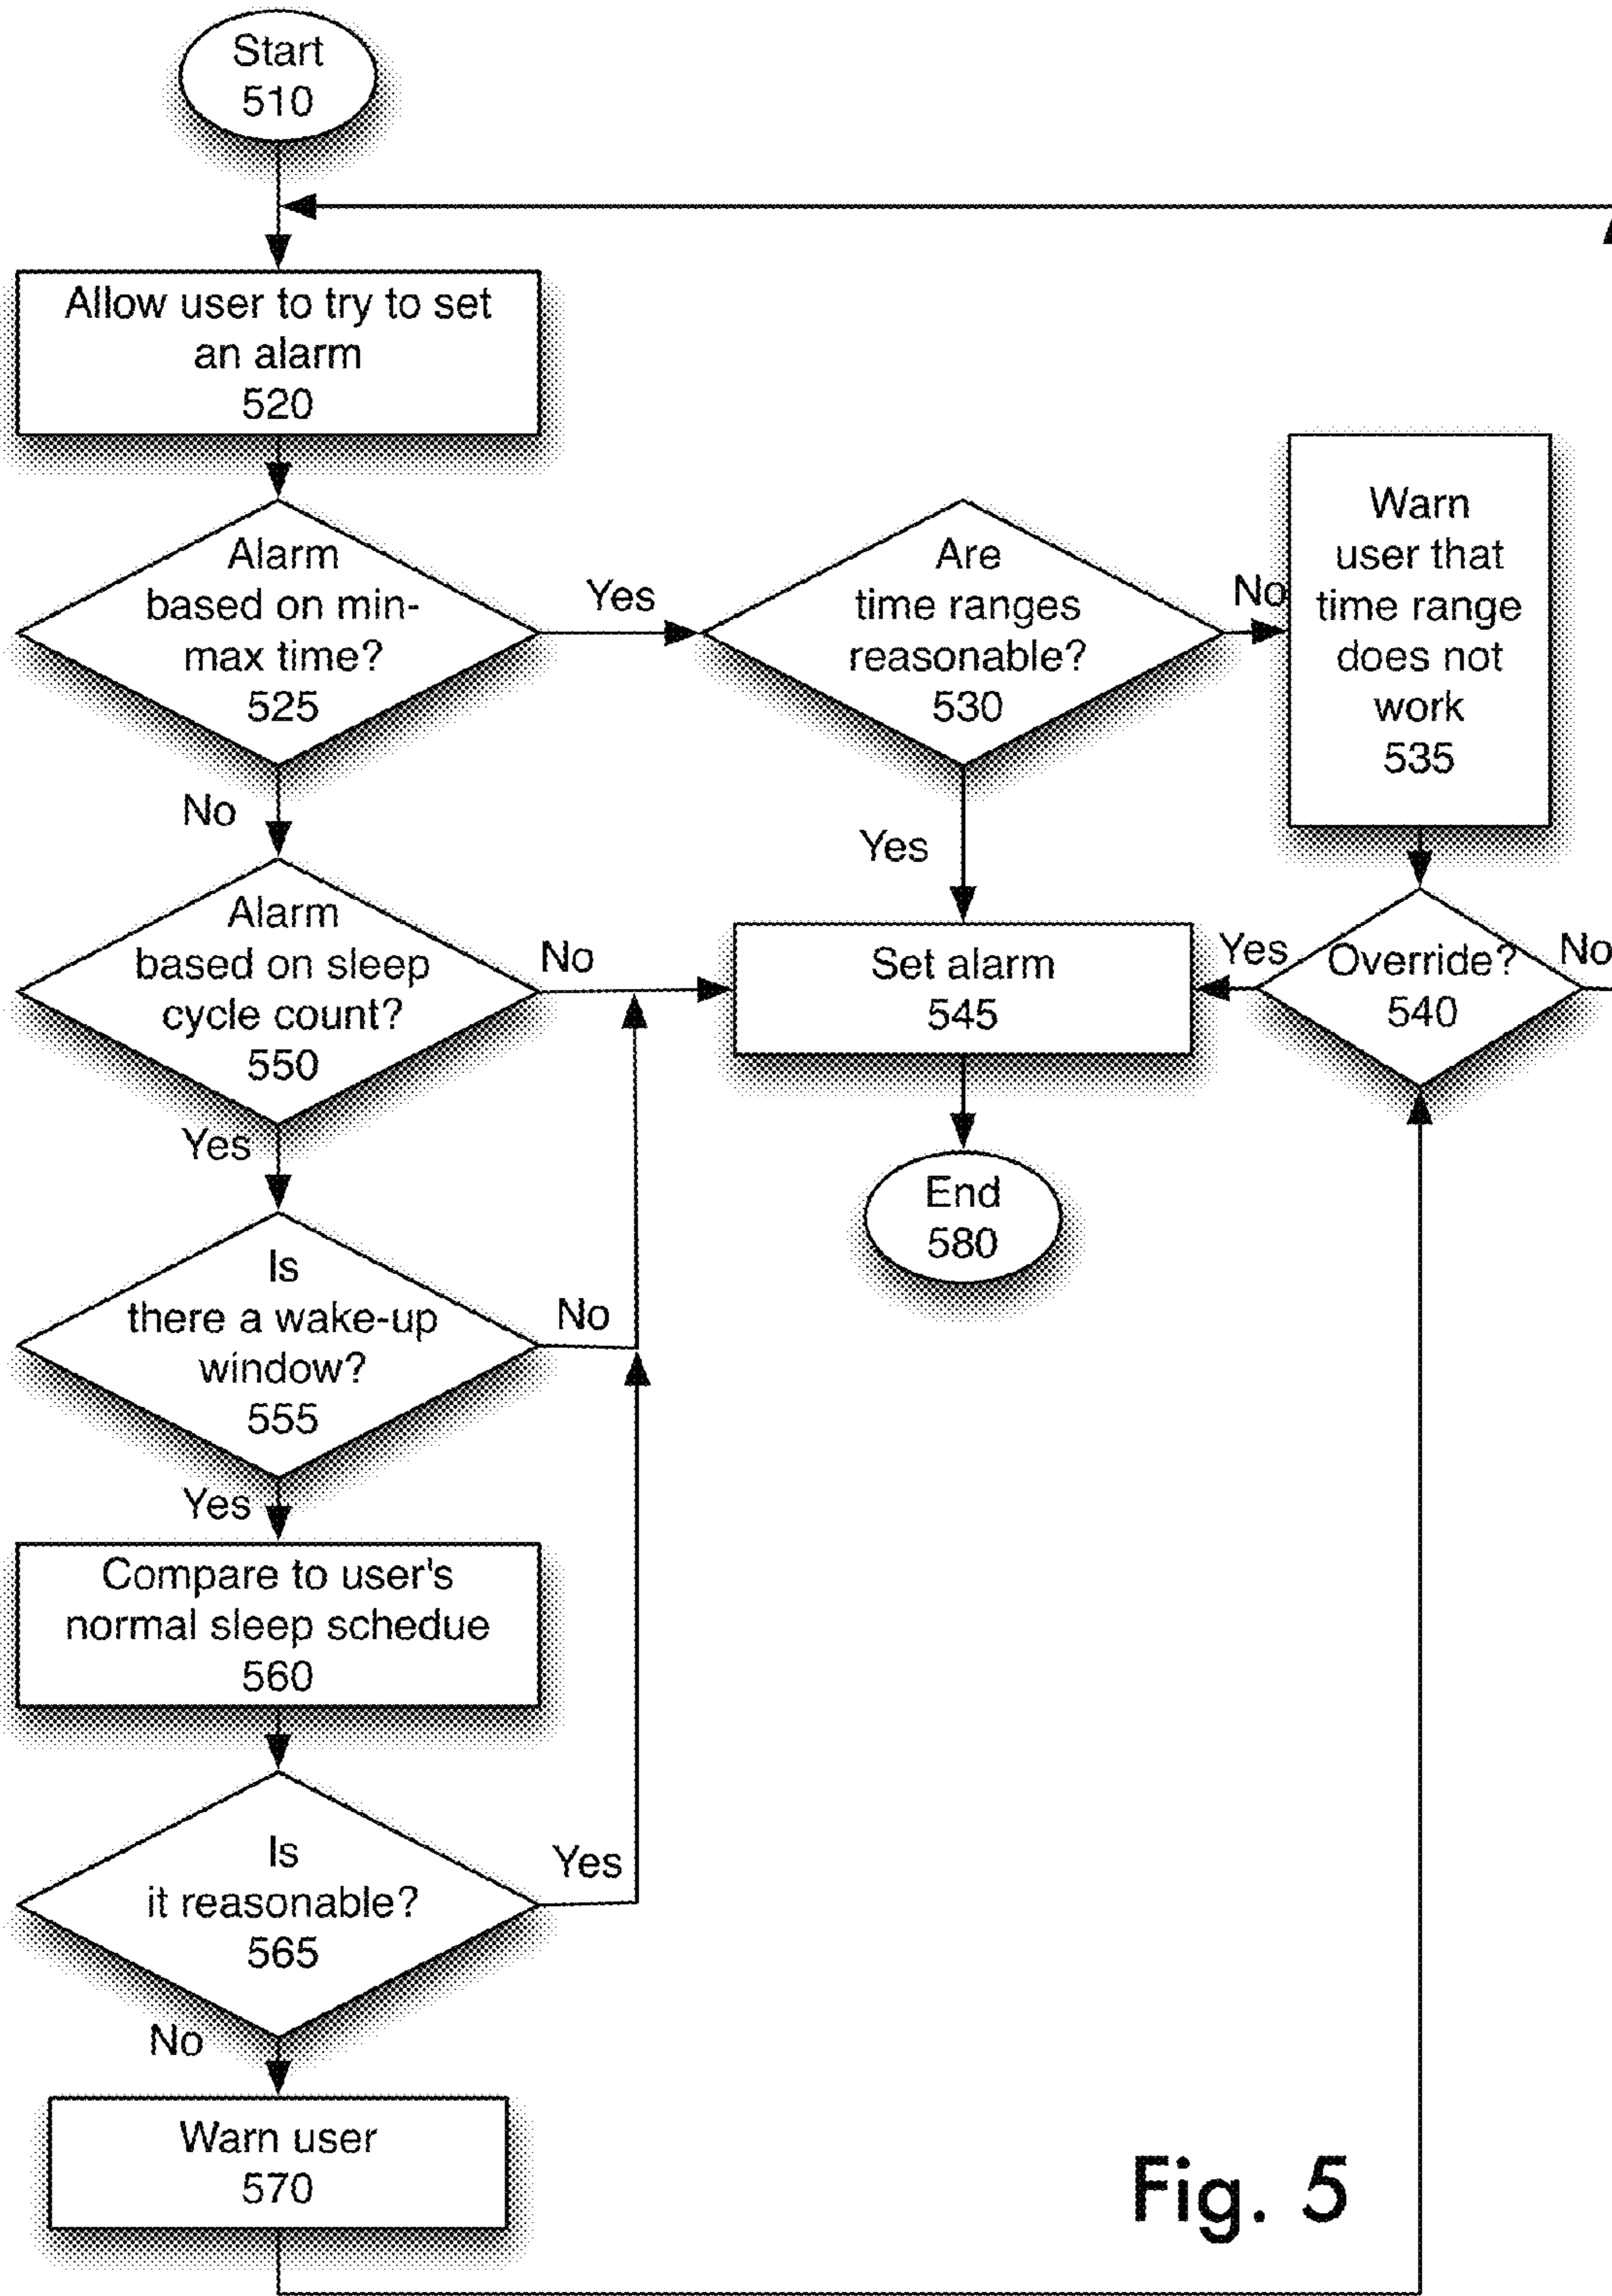 Start
510
Allow user to try to set
an alarm
520
Alarm
based on min-
max time?
525
Yes
Are
time ranges
reasonable?
530
No
Warn
user that
time range
does not
work
535
No
Yes
Alarm
based on sleep
cycle count?
550
No
Set alarm
545
Yes
Override?
540
No
Yes
End
580
Is
there a wake-up
window?
555
No
Yes
Compare to user's
normal sleep schedue
560
Is
it reasonable?
565
Yes
No
Warn user
570
Fig. 5